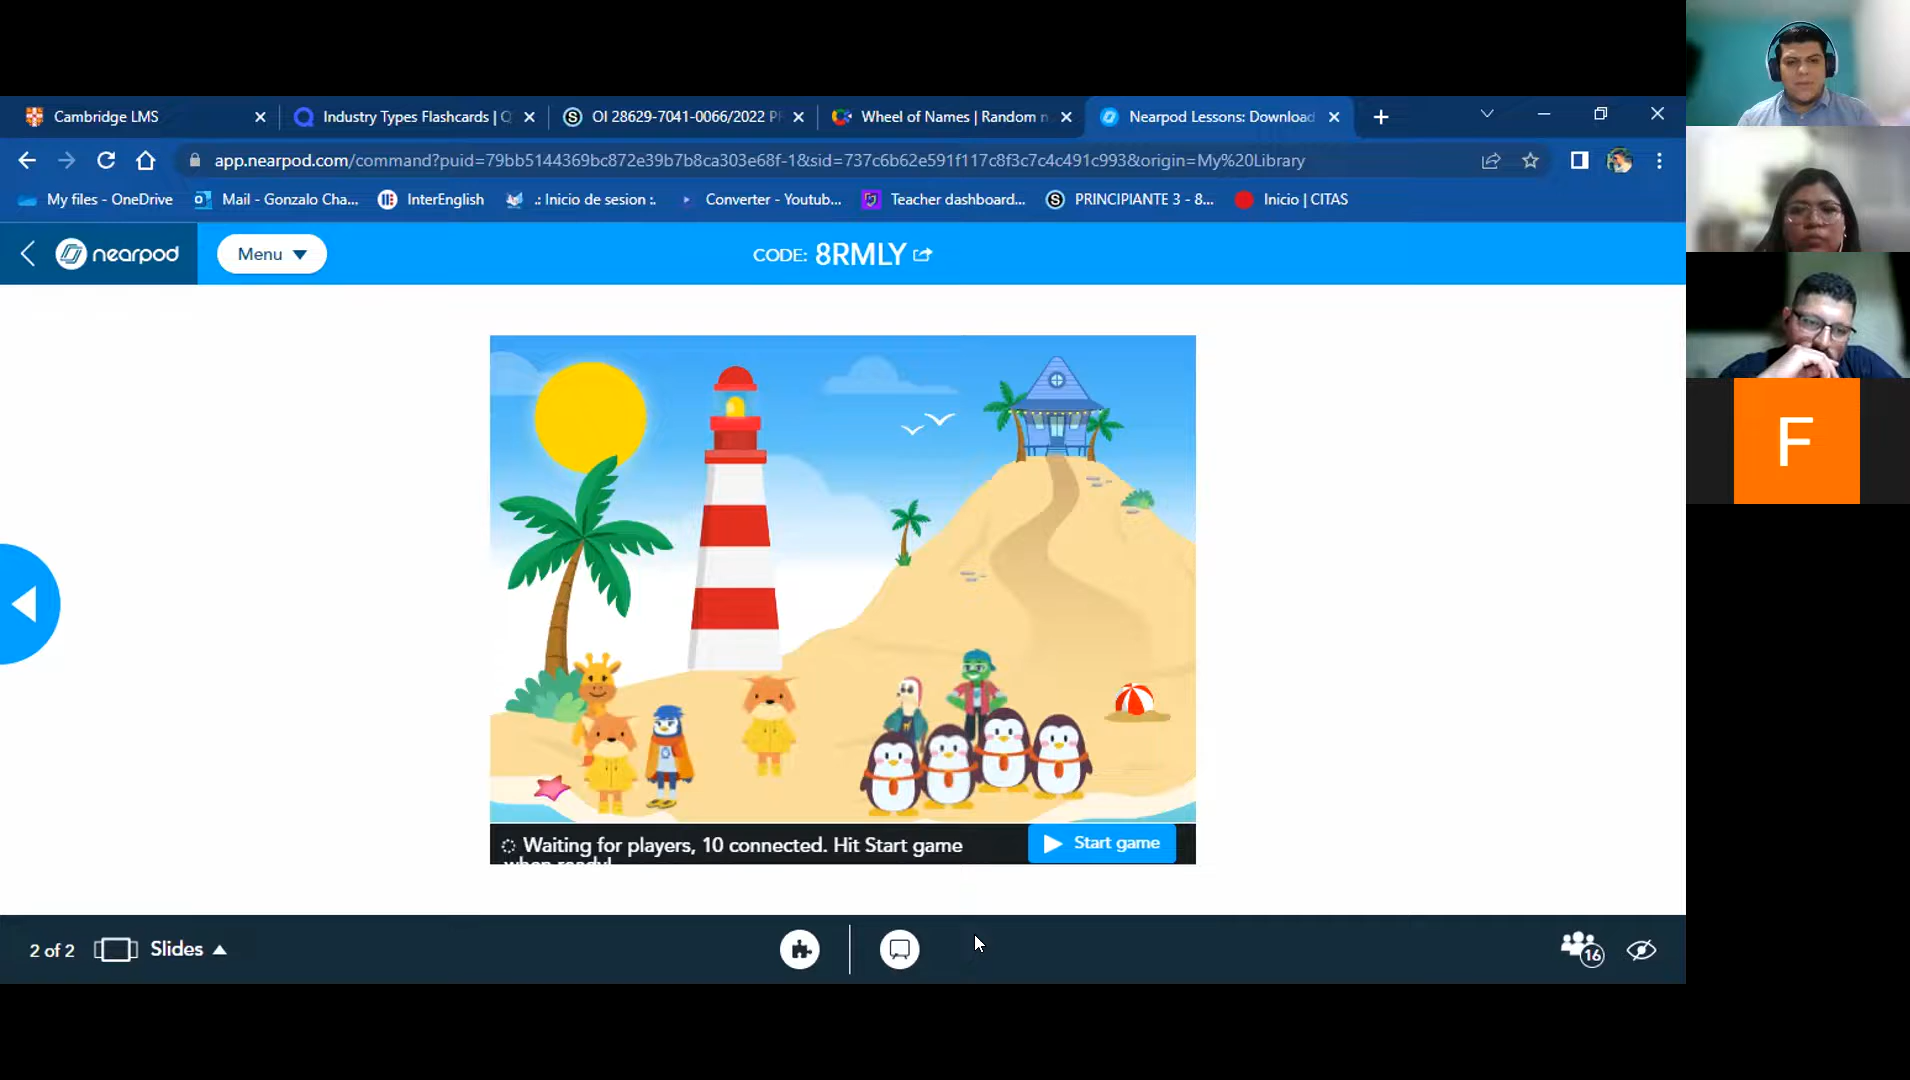 Cambridge LMS
Industry Types Flashcards | Q
OI 28629-7041-0066/2022 P
Wheel of Names | Random n
Nearpod Lessons: Download
app.nearpod.com/command?puid=79bb5144369bc872e39b7b8ca303e68f-1&sid=737c6b62e591f117c8f3c7c4c491c993&origin=My%20Library
My files - OneDrive
Mail - Gonzalo Cha...
InterEnglish
.: Inicio de sesion :.
Converter - Youtub...
Teacher dashboard...
PRINCIPIANTE 3 - 8...
Inicio | CITAS
nearpod
Menu
CODE: 8RMLY
F
Waiting for players, 10 connected. Hit Start game
when ready!
Start game
2 of 2
Slides
16